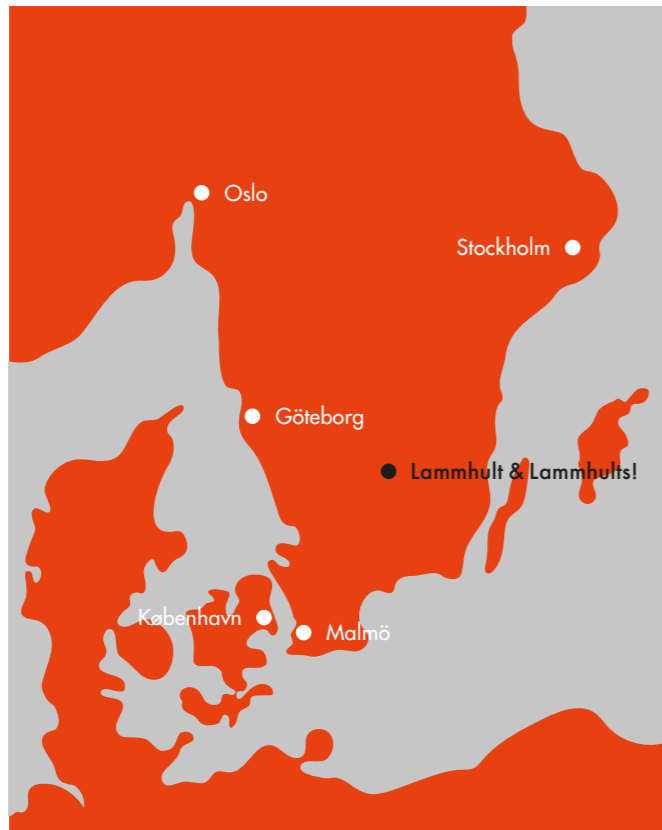 Oslo
Stockholm
Göteborg
Lammhult & Lammhults!
København
Malmö